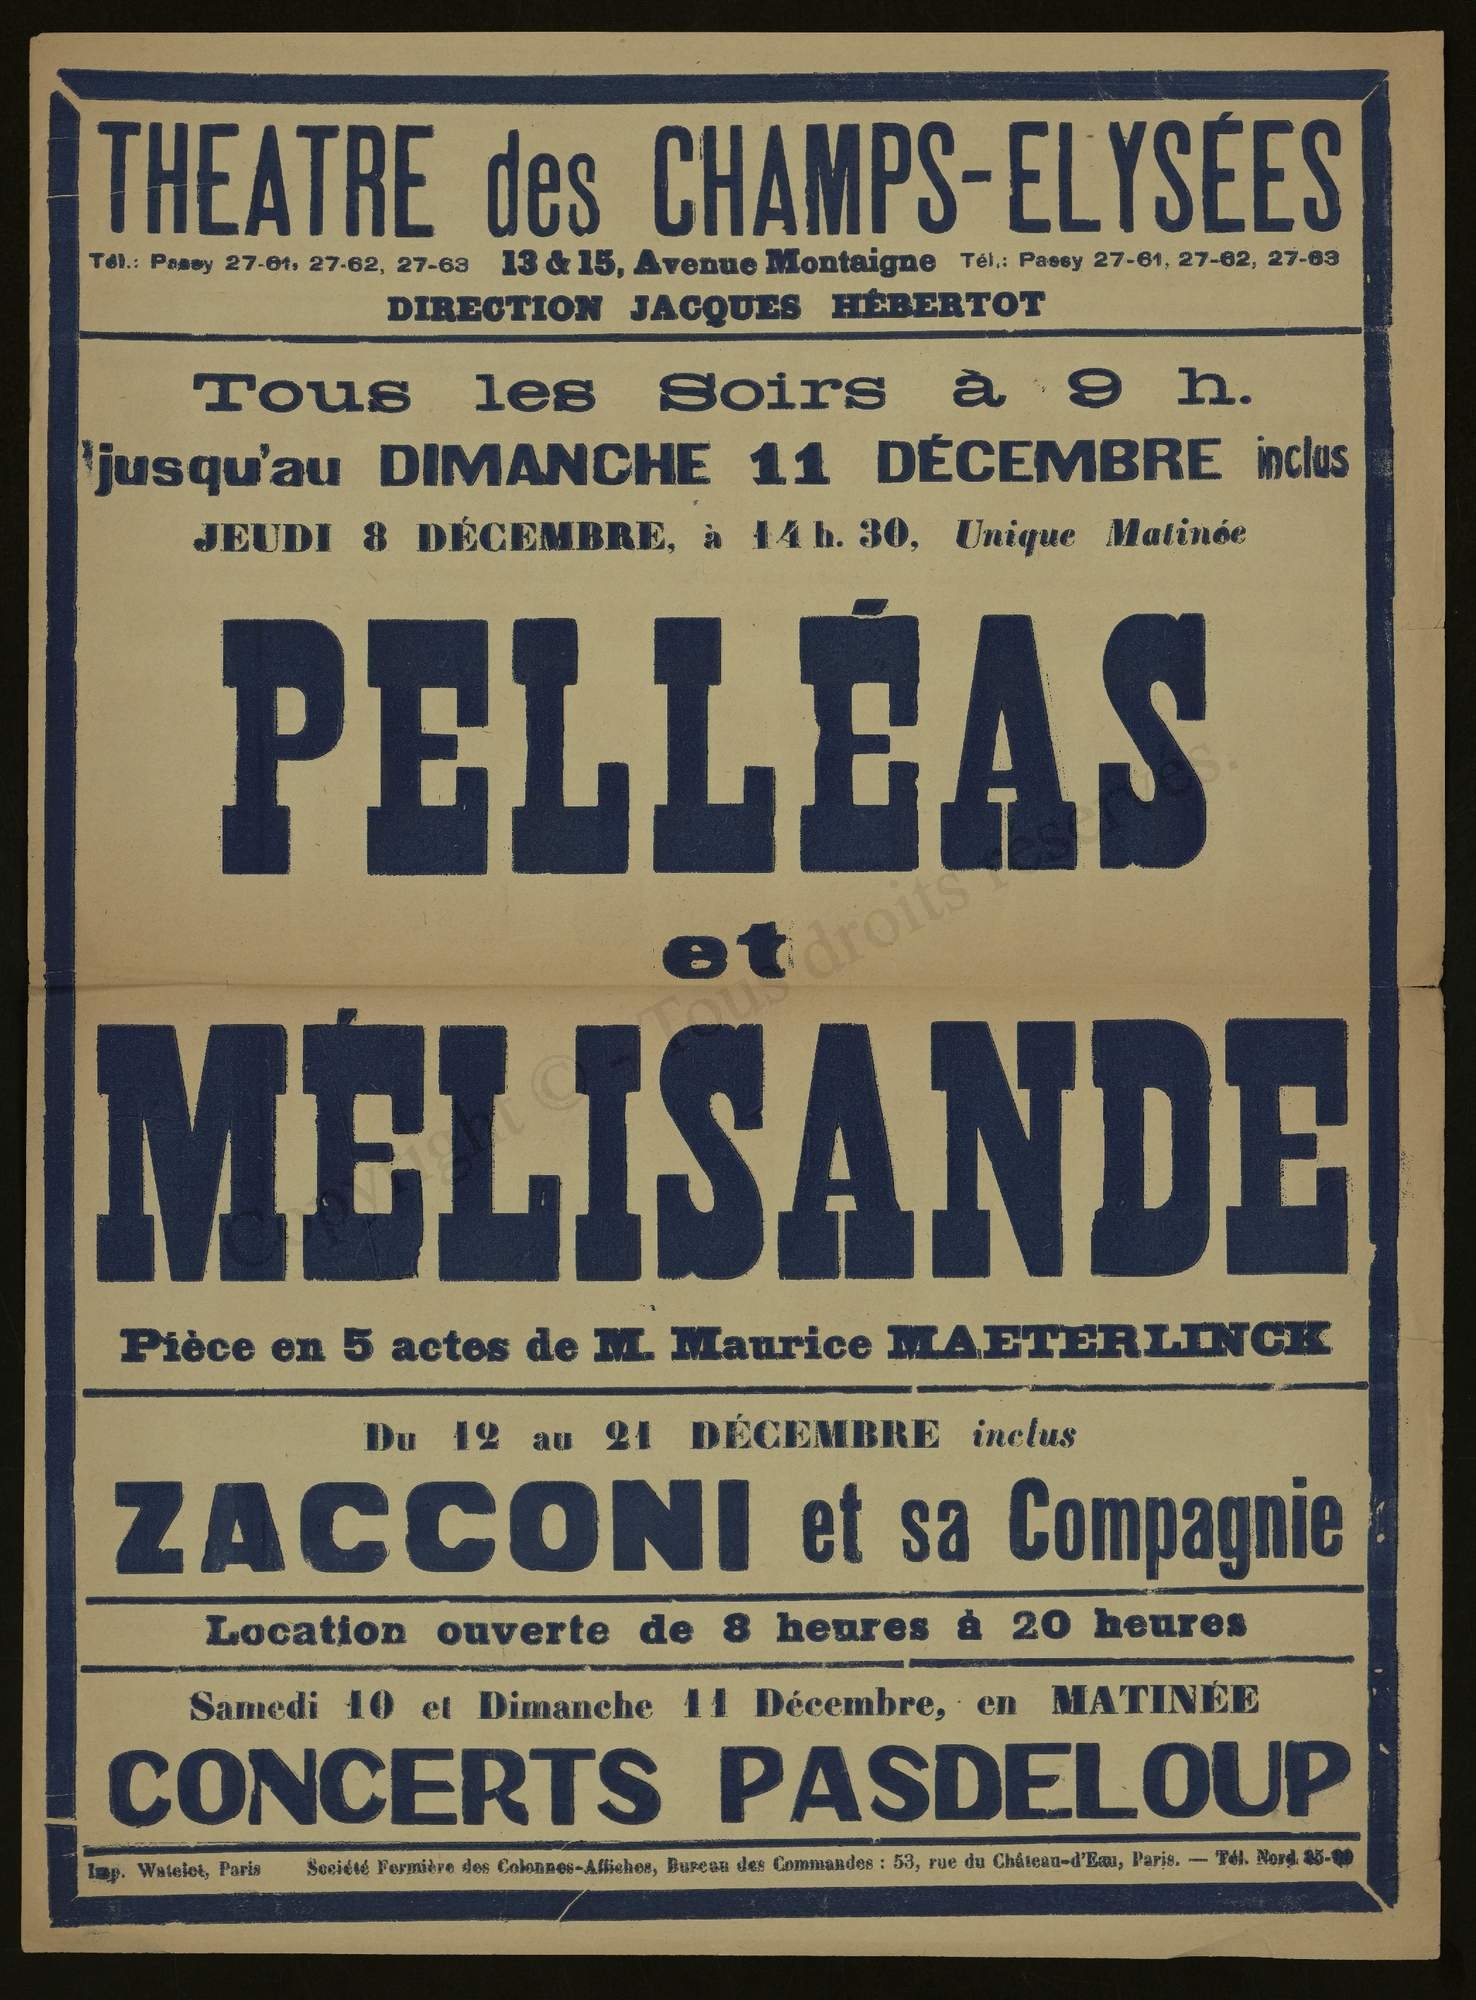 THEATRE des CHAMPS-ELYSÉES
Tél.: Passy 27-61, 27-62, 27-63 13 & 15, Avenue Montaigne Tél.: Passy 27-61, 27-62, 27-63
DIRECTION JACQUES HÉBERTOT
Tous les Soirs à 9 h.
jusqu'au DIMANCHE 11 DÉCEMBRE inclus
JEUDI 8 DÉCEMBRE, à 14 h. 30, Unique Matinée
PELLÉAS
et
MÉLISANDE
Pièce en 5 actes de M. Maurice MAETERLINCK
Du 12 au 21 DÉCEMBRE inclus
ZACCONI et sa Compagnie
Location ouverte de 8 heures à 20 heures
Samedi 10 et Dimanche 11 Décembre, en MATINÉE
CONCERTS PASDELOUP
Imp. Watelot, Paris Société Fermière des Colonnes-Affiches, Bureau des Commandes : 53, rue du Château-d'Eau, Paris. — Tél. Nord
Copyright © - Tous droits réservés.